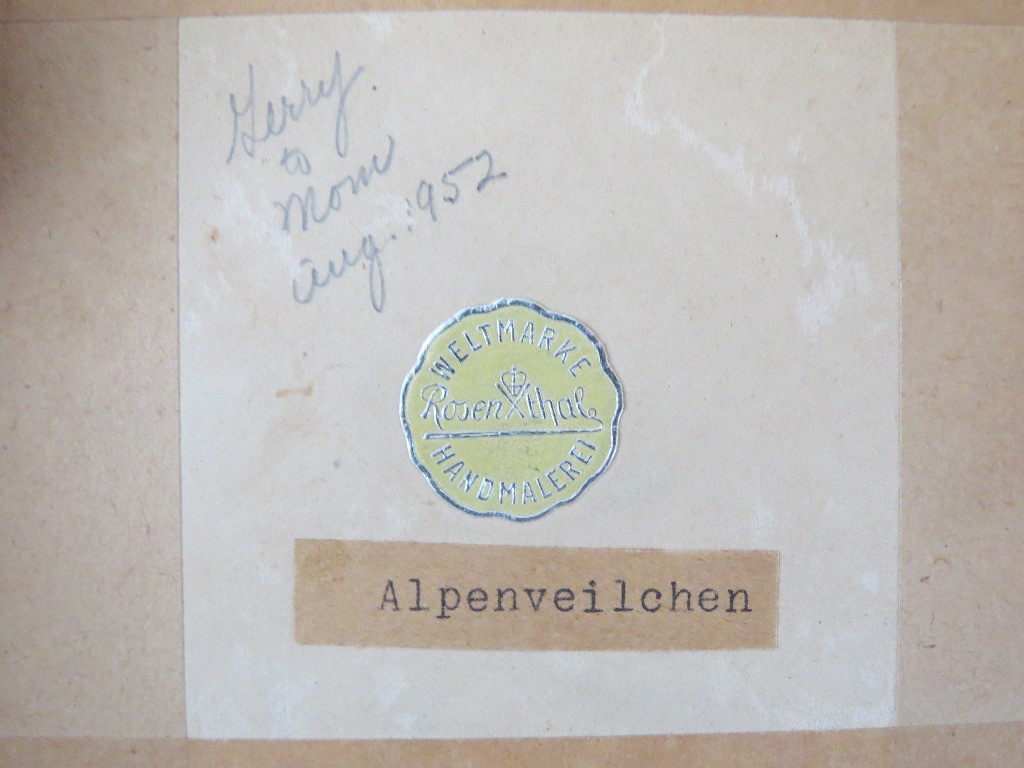 Gerry
to
Mom
Aug. 1952
WELTMARKE
Rosenthal
HANDMALEREI
Alpenveilchen